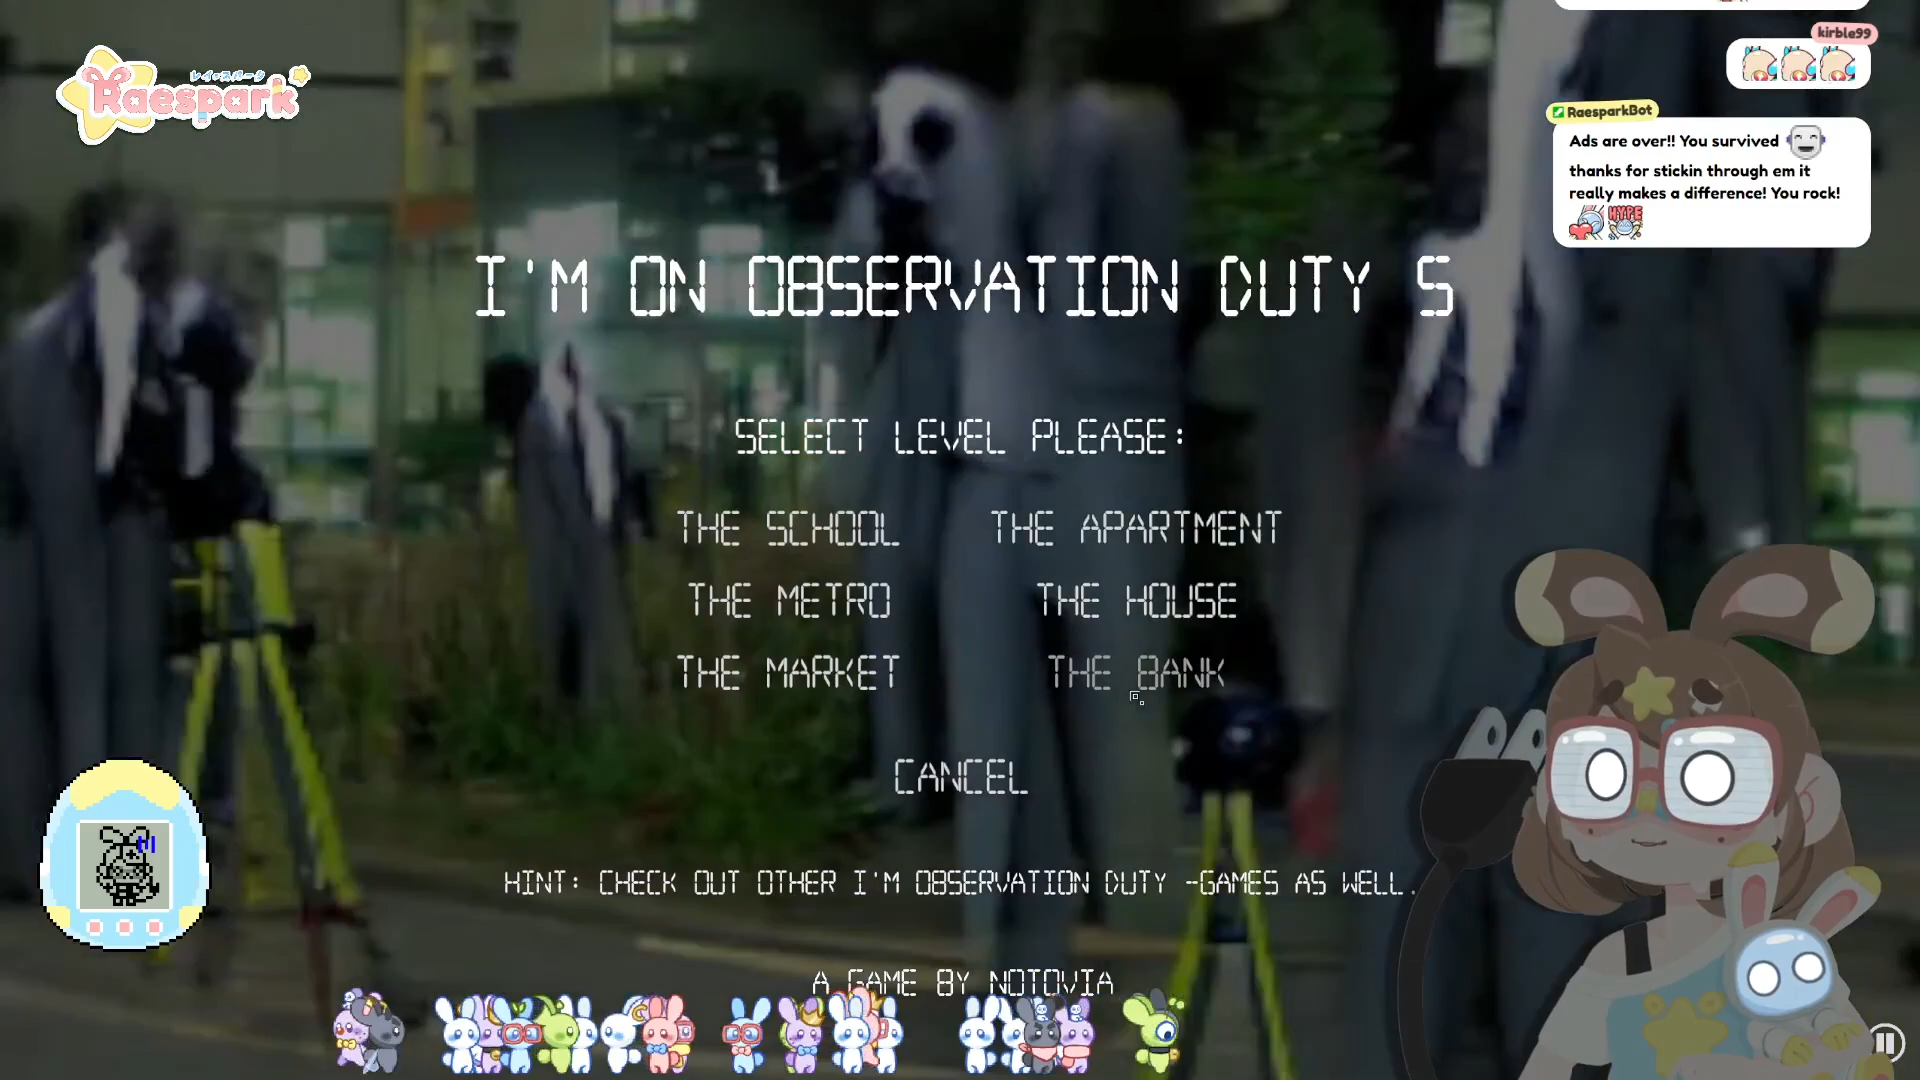 レイ・スパーク
Raespark
kirble99
RaesparkBot
Ads are over!! You survived
thanks for stickin through em it
really makes a difference! You rock!
HYPE
I'M ON OBSERVATION DUTY 5
SELECT LEVEL PLEASE:
THE SCHOOL THE APARTMENT
THE METRO THE HOUSE
THE MARKET THE BANK
CANCEL
HINT: CHECK OUT OTHER I'M OBSERVATION DUTY -GAMES AS WELL.
A GAME BY NOTOVIA